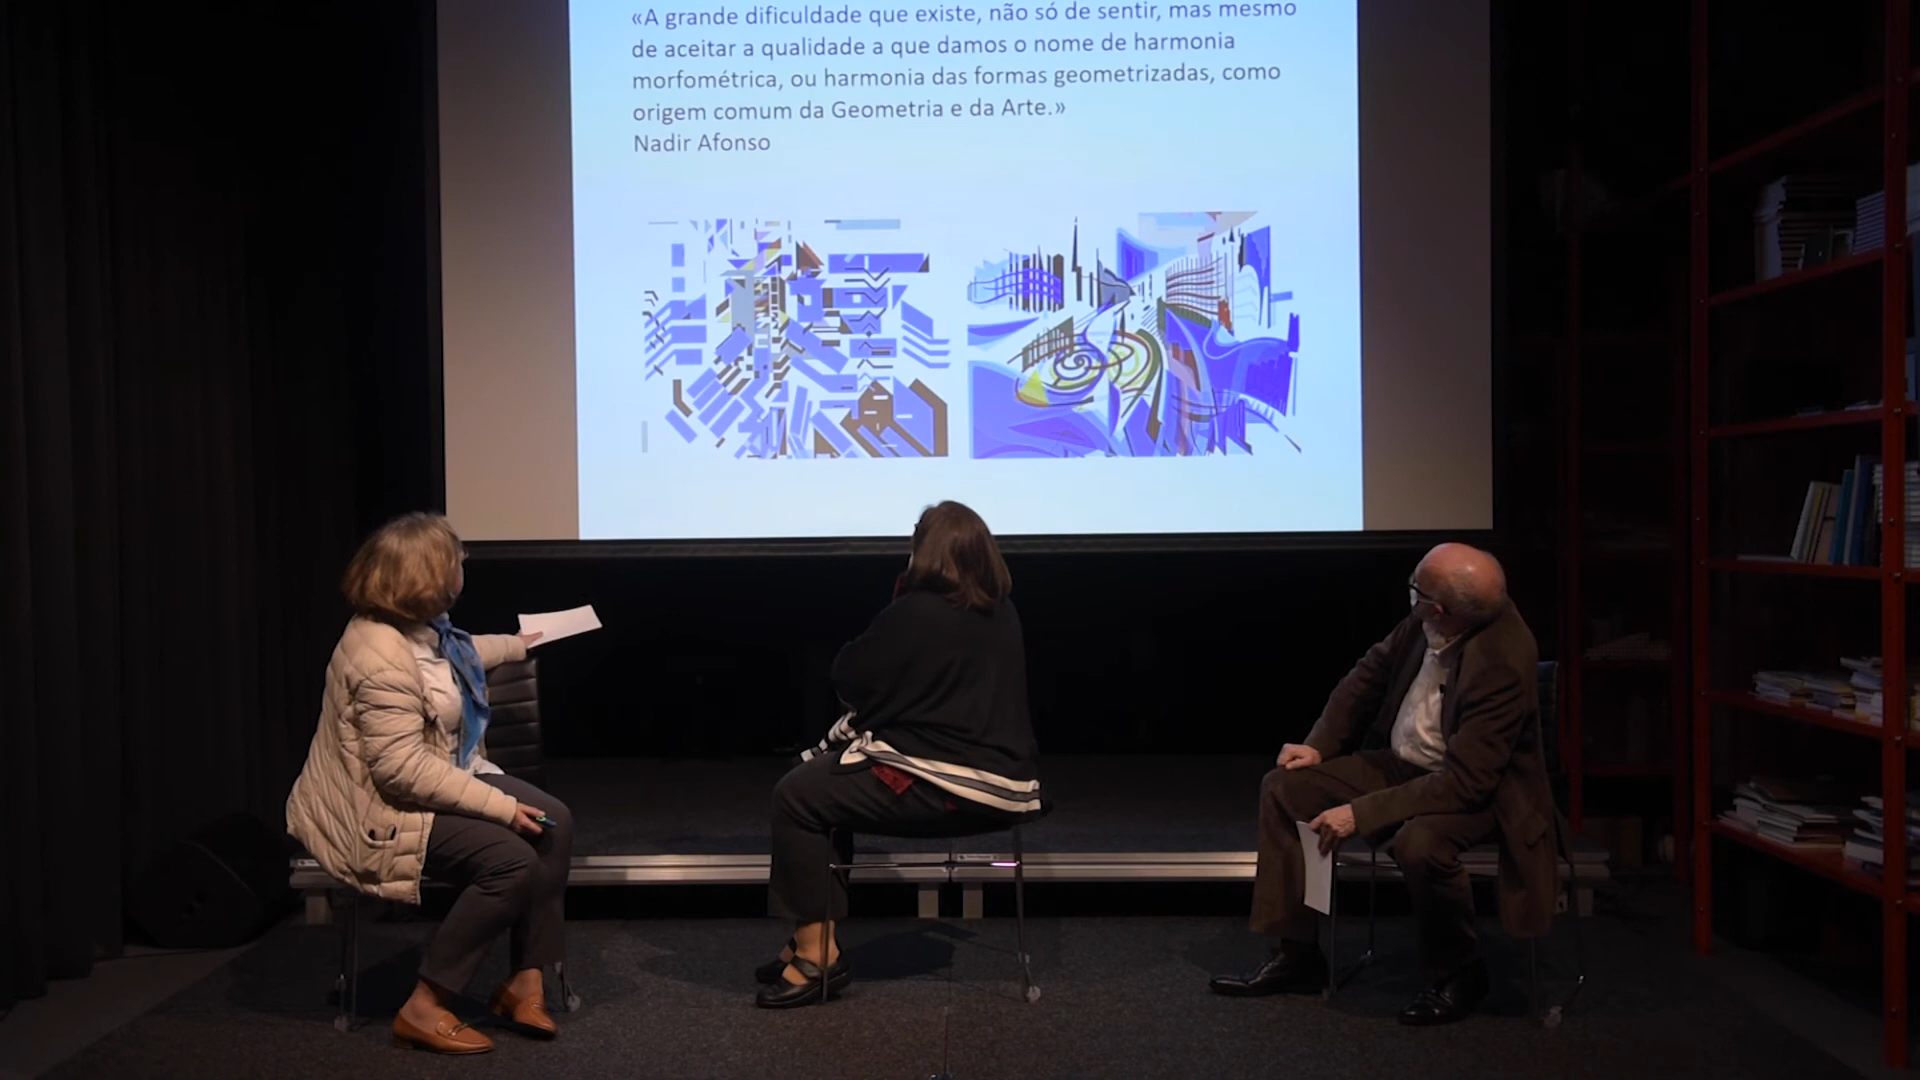 «A grande dificuldade que existe, não só de sentir, mas mesmo
de aceitar a qualidade a que damos o nome de harmonia
morfométrica, ou harmonia das formas geometrizadas, como
origem comum da Geometria e da Arte.»
Nadir Afonso